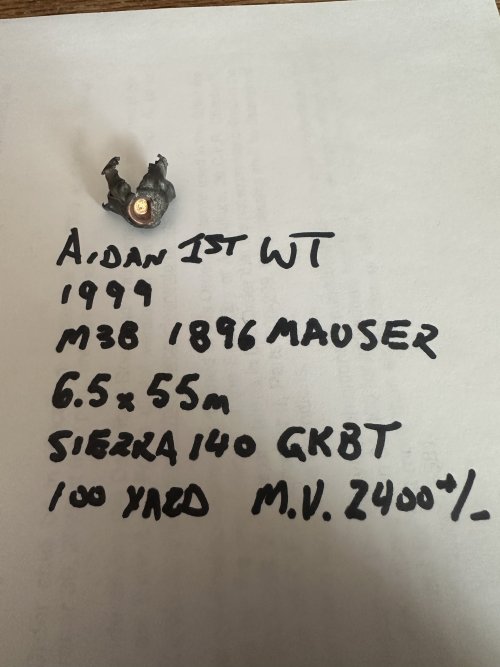 AIDAN 1ST WT
1999
M38 1896 MAUSER
6.5x55m
SIERRA 140 GKBT
100 YARD M.V. 2400+/-